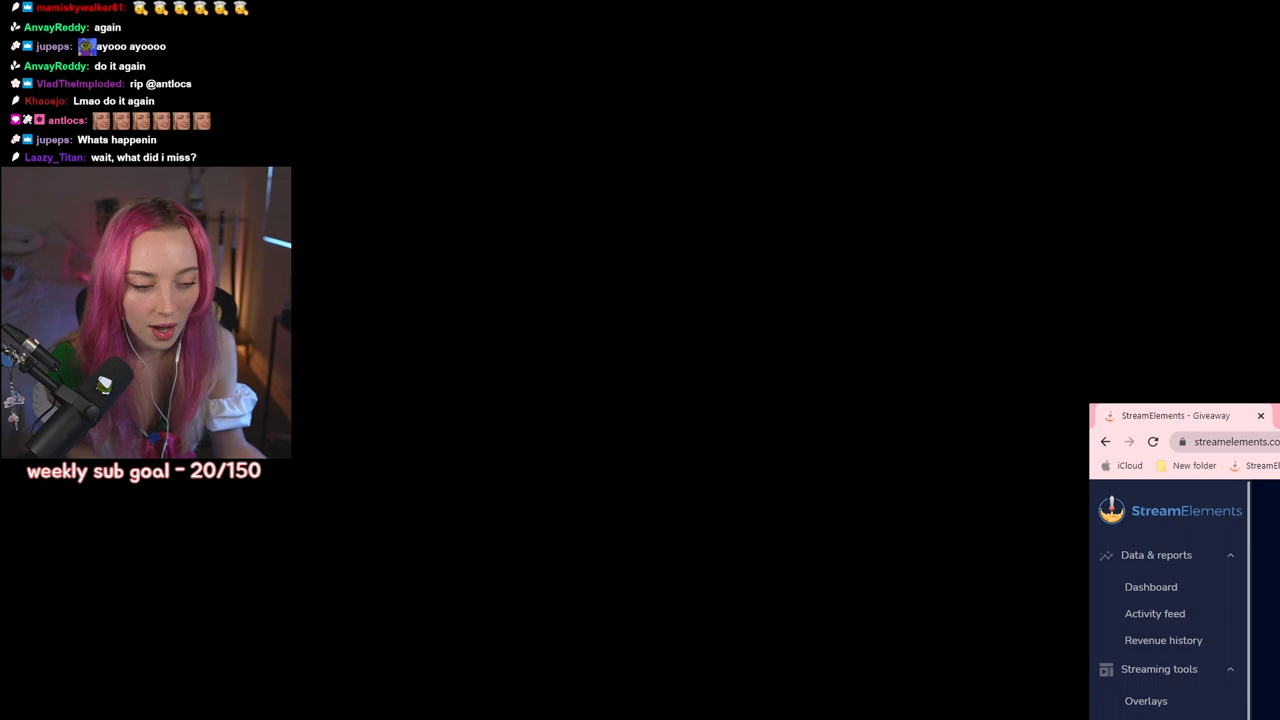 mamiskywalker61:
AnvayReddy: again
jupeps: ayooo ayoooo
AnvayReddy: do it again
VladTheImploded: rip @antlocs
Khaosjo: Lmao do it again
antlocs:
jupeps: Whats happenin
Laazy_Titan: wait, what did i miss?
weekly sub goal - 20/150
StreamElements - Giveaway
streamelements.co
iCloud New folder StreamEl
StreamElements
Data & reports
Dashboard
Activity feed
Revenue history
Streaming tools
Overlays